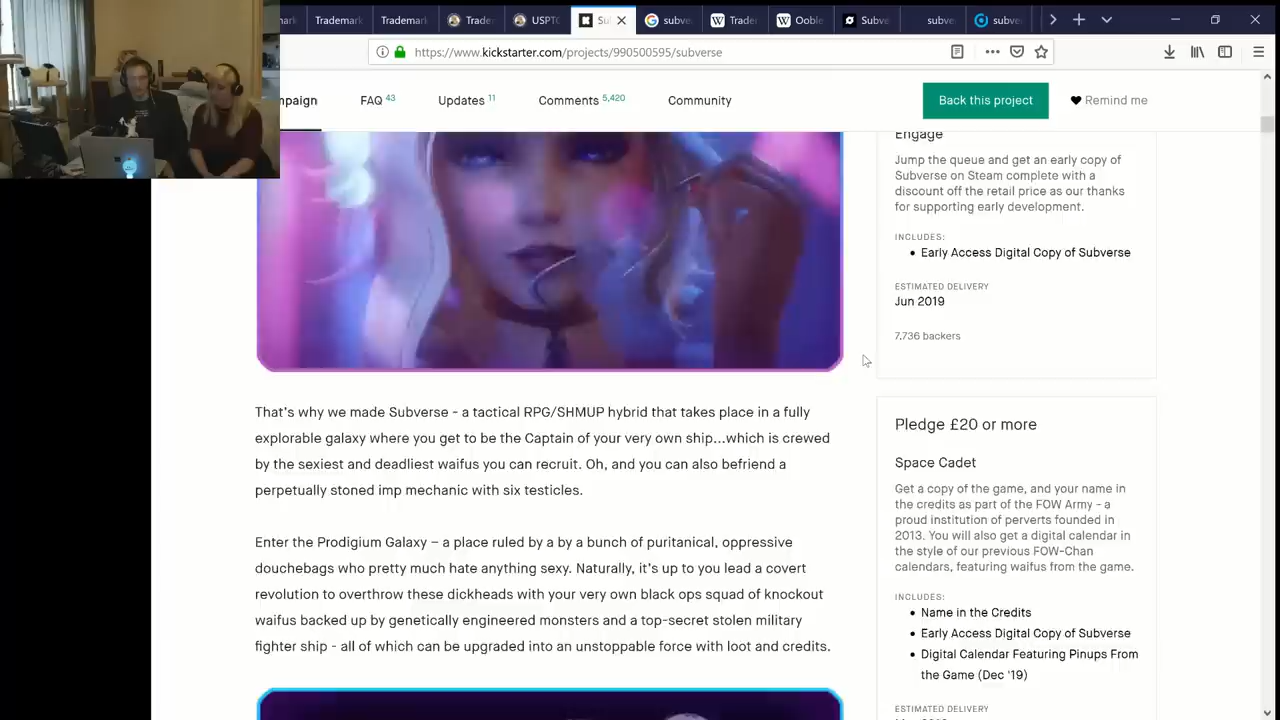 mark
Trademark
Trademark
Trade
USPTO
Su
subve
Trader
Ooble
Subve
subve
subve
https://www.kickstarter.com/projects/990500595/subverse
mpaign
FAQ 43
Updates 11
Comments 5,420
Community
Back this project
Remind me
Engage
Jump the queue and get an early copy of
Subverse on Steam complete with a
discount off the retail price as our thanks
for supporting early development.
INCLUDES:
• Early Access Digital Copy of Subverse
ESTIMATED DELIVERY
Jun 2019
7,736 backers
That's why we made Subverse - a tactical RPG/SHMUP hybrid that takes place in a fully
explorable galaxy where you get to be the Captain of your very own ship...which is crewed
by the sexiest and deadliest waifus you can recruit. Oh, and you can also befriend a
perpetually stoned imp mechanic with six testicles.
Enter the Prodigium Galaxy – a place ruled by a by a bunch of puritanical, oppressive
douchebags who pretty much hate anything sexy. Naturally, it's up to you lead a covert
revolution to overthrow these dickheads with your very own black ops squad of knockout
waifus backed up by genetically engineered monsters and a top-secret stolen military
fighter ship - all of which can be upgraded into an unstoppable force with loot and credits.
Pledge £20 or more
Space Cadet
Get a copy of the game, and your name in
the credits as part of the FOW Army - a
proud institution of perverts founded in
2013. You will also get a digital calendar in
the style of our previous FOW-Chan
calendars, featuring waifus from the game.
INCLUDES:
• Name in the Credits
• Early Access Digital Copy of Subverse
• Digital Calendar Featuring Pinups From
the Game (Dec '19)
ESTIMATED DELIVERY